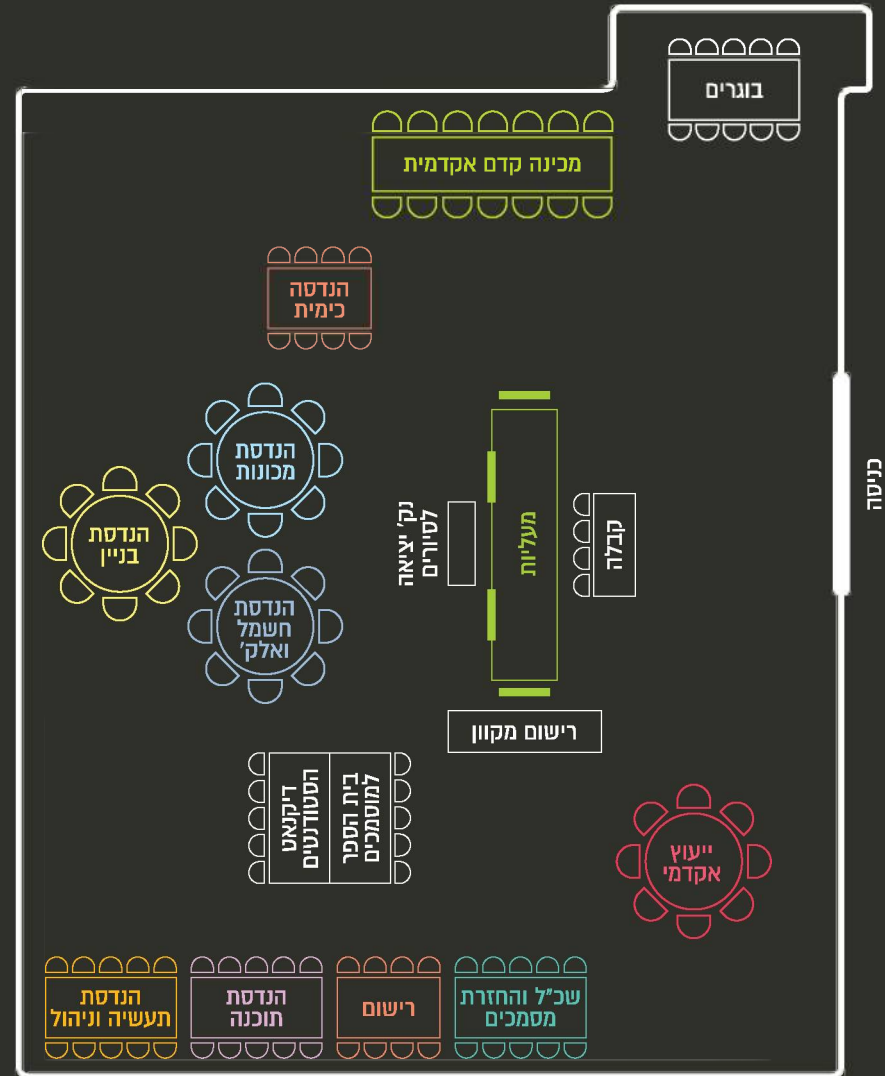 בוגרים
מכינה קדם אקדמית
הנדסה
כימית
הנדסת
מכונות
הנדסת
בניין
הנדסת
חשמל
ואלק'
נק' יציאה
לסיורים
מעליות
קבלה
כניסה
רישום מקוון
בית הספר
למוסמכים
דיקנאט
הסטודנטים
ייעוץ
אקדמי
שכ"ל והחזרת
מסמכים
רישום
הנדסת
תוכנה
הנדסת
תעשיה וניהול